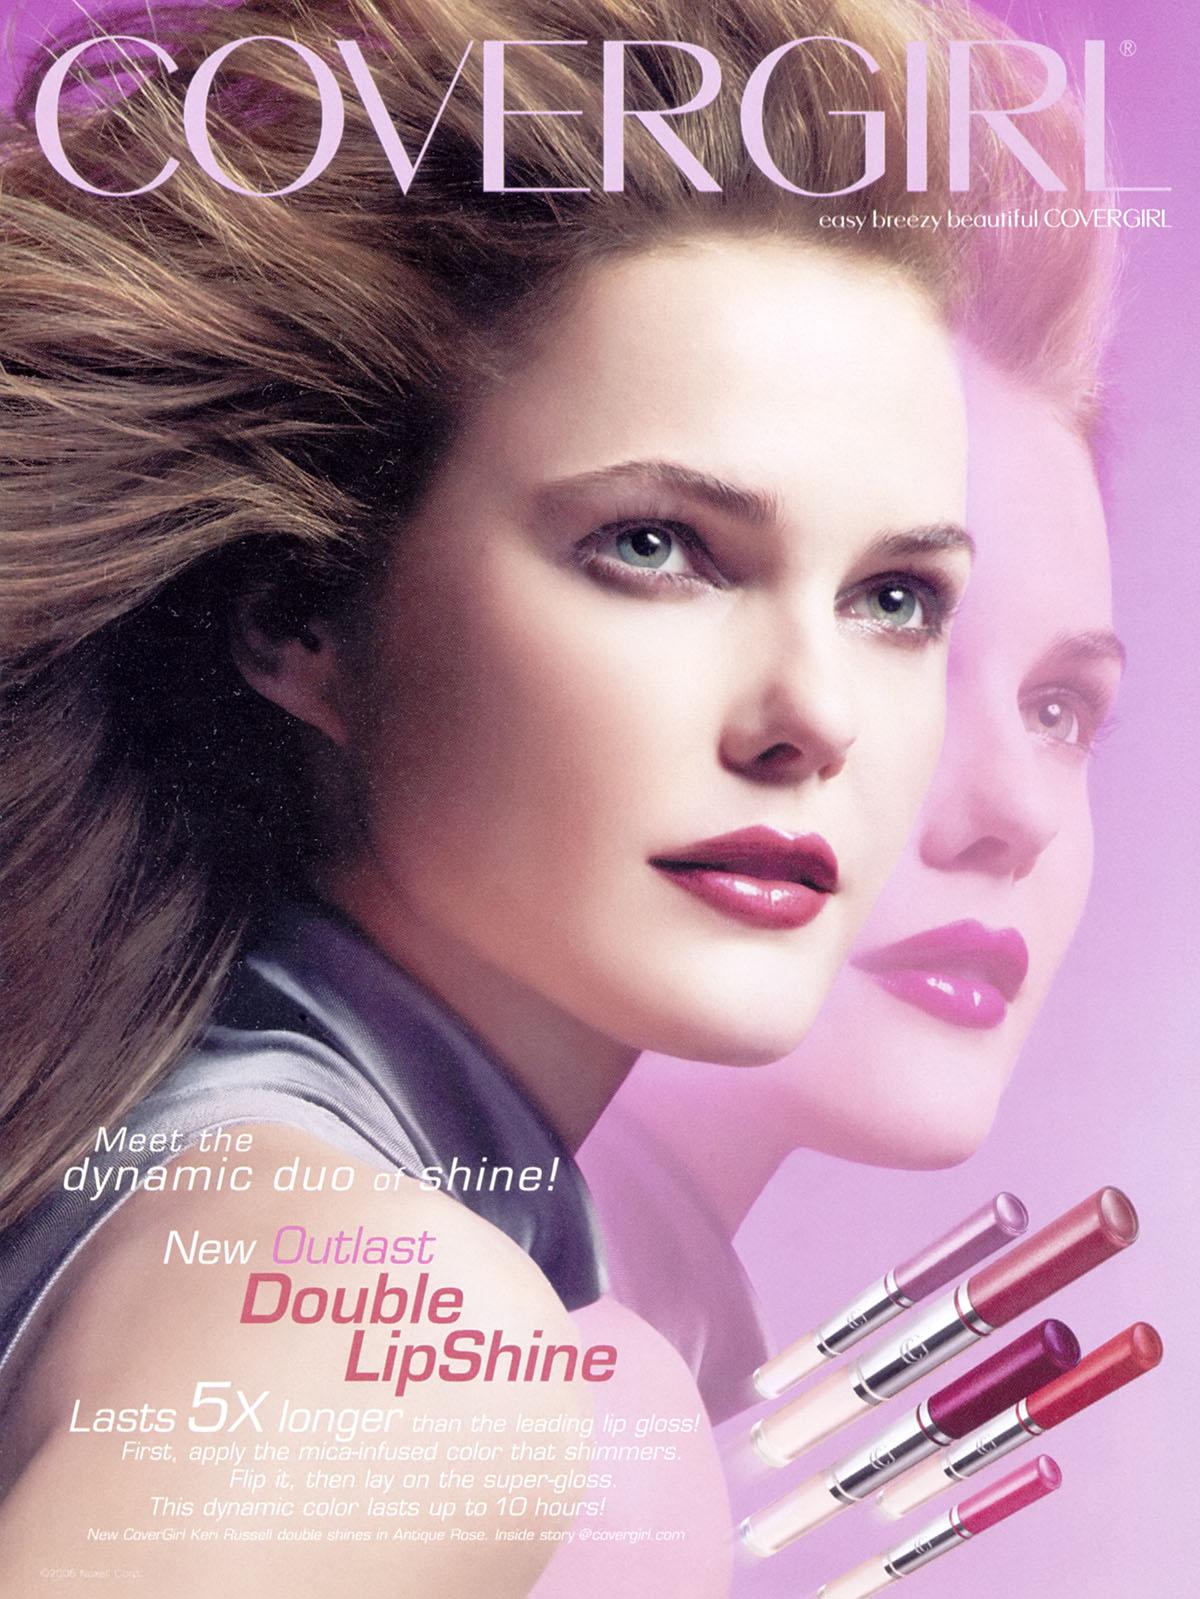 COVERGIRL®
easy breezy beautiful COVERGIRL
Meet the
dynamic duo of shine!
New Outlast
Double
LipShine
Lasts 5X longer than the leading lip gloss!
First, apply the mica-infused color that shimmers.
Flip it, then lay on the super-gloss.
This dynamic color lasts up to 10 hours!
New CoverGirl Keri Russell double shines in Antique Rose. Inside story @covergirl.com
©2006 Noxell Corp.